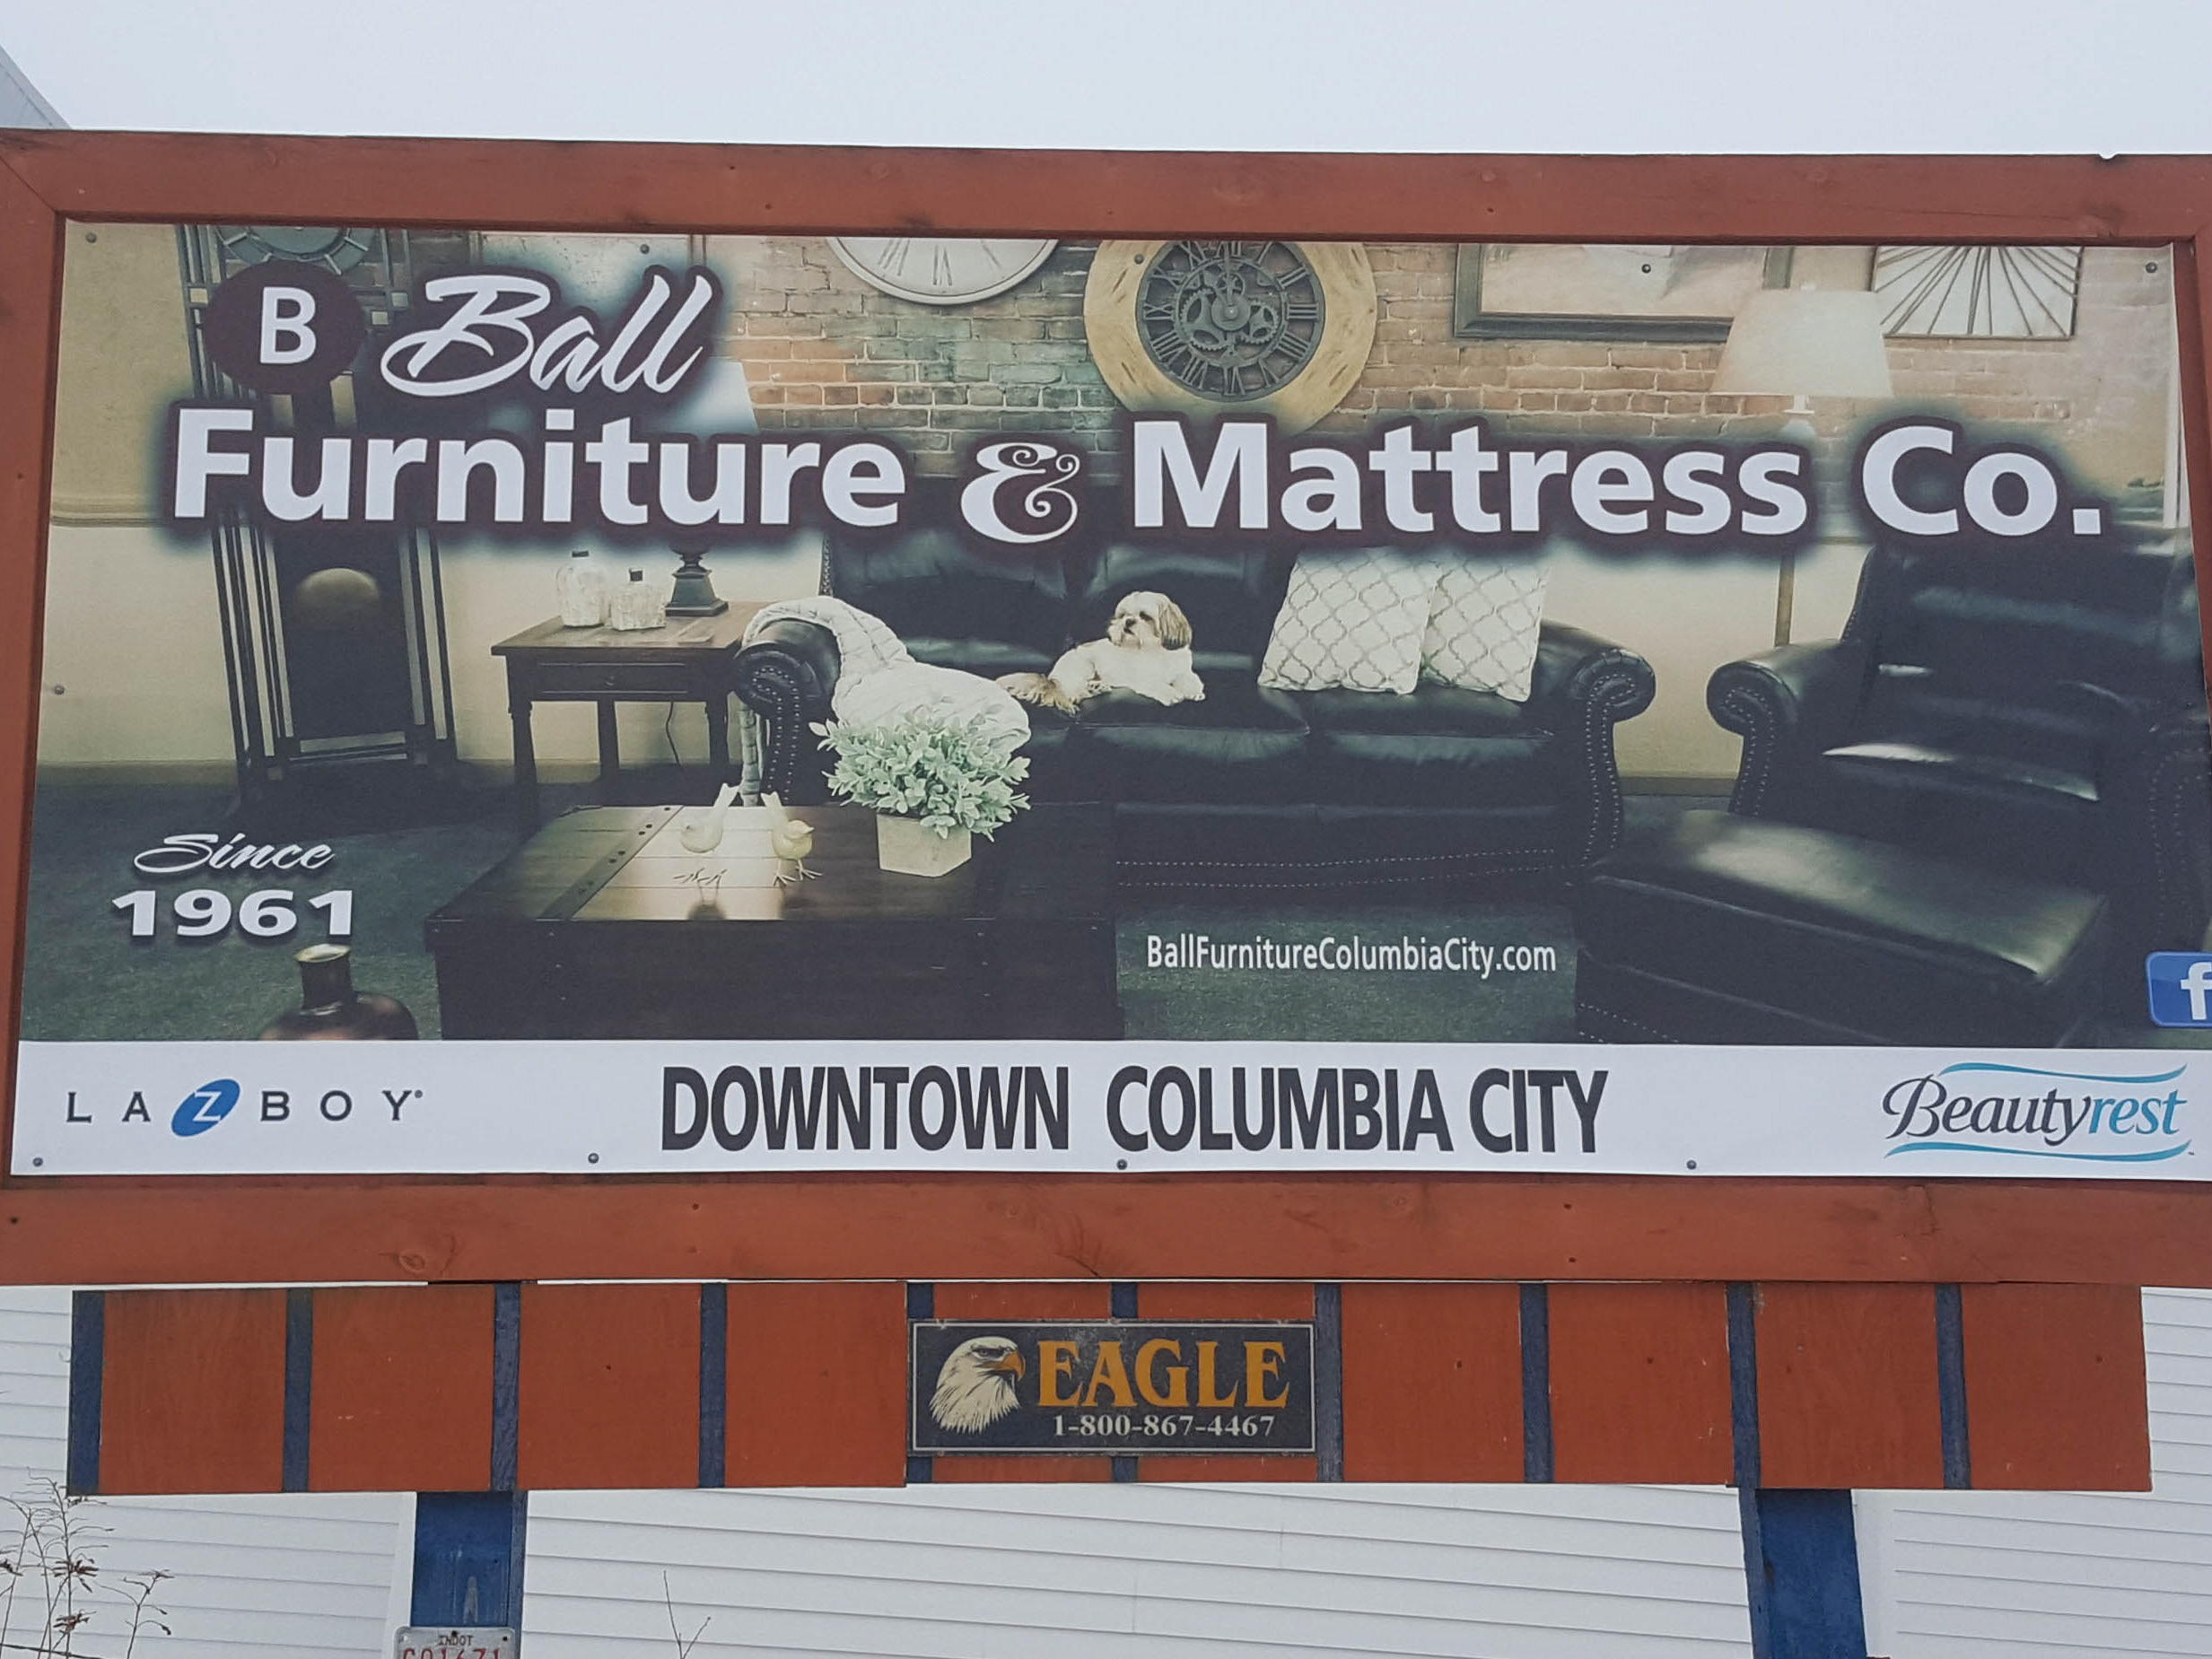 B Ball
Furniture & Mattress Co.
Since
1961
BallFurnitureColumbiaCity.com
f
LA Z BOY
DOWNTOWN COLUMBIA CITY
Beautyrest
EAGLE
1-800-867-4467
INDOT